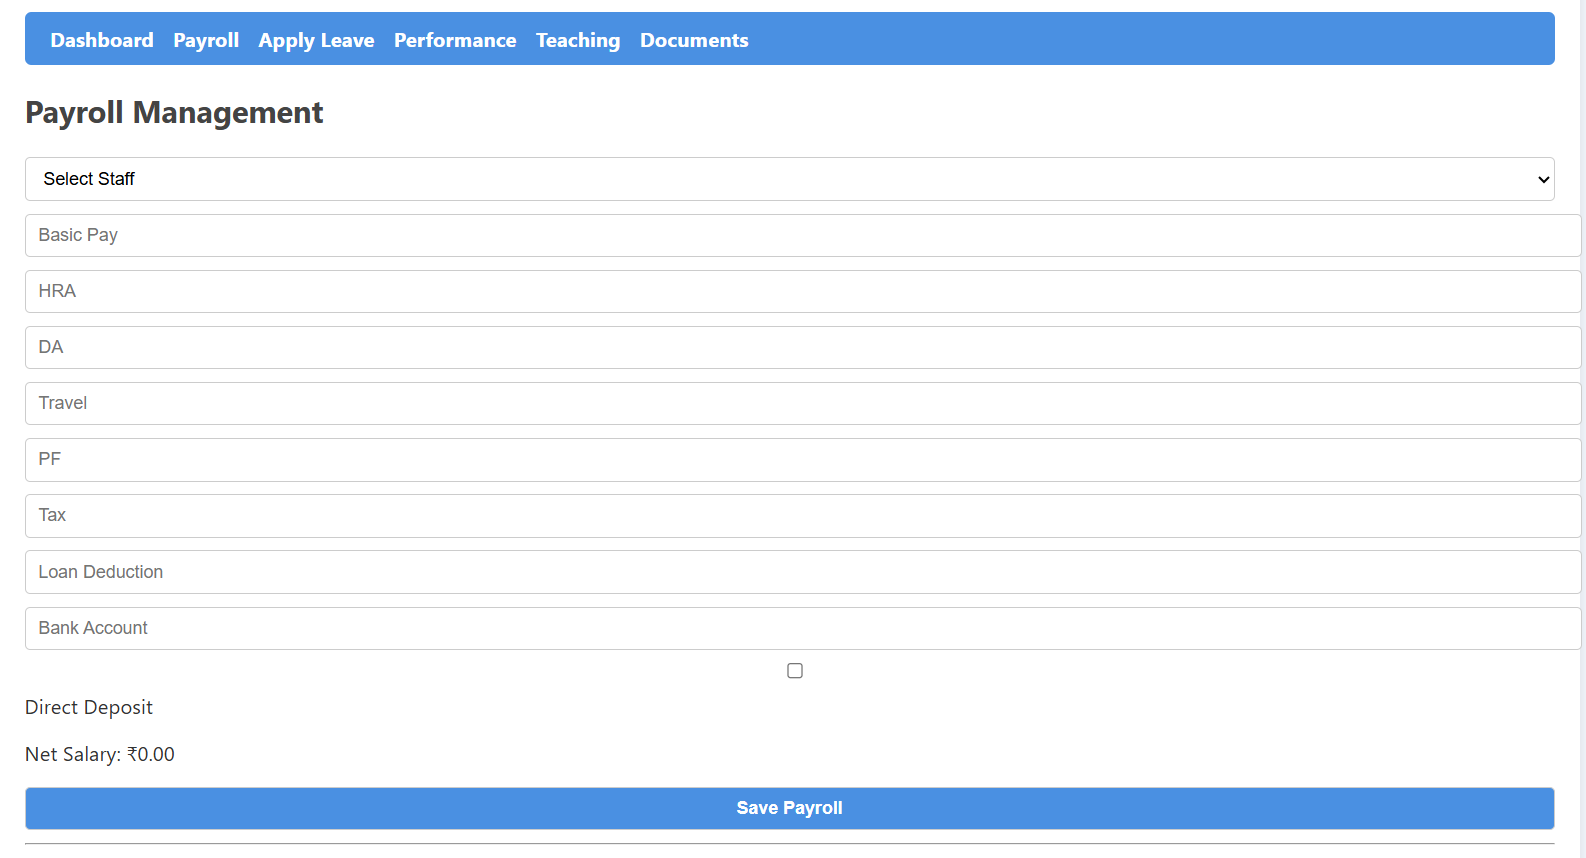 Dashboard Payroll Apply Leave Performance Teaching Documents
Payroll Management
Select Staff
Basic Pay
HRA
DA
Travel
PF
Tax
Loan Deduction
Bank Account
Direct Deposit
Net Salary: ₹0.00
Save Payroll